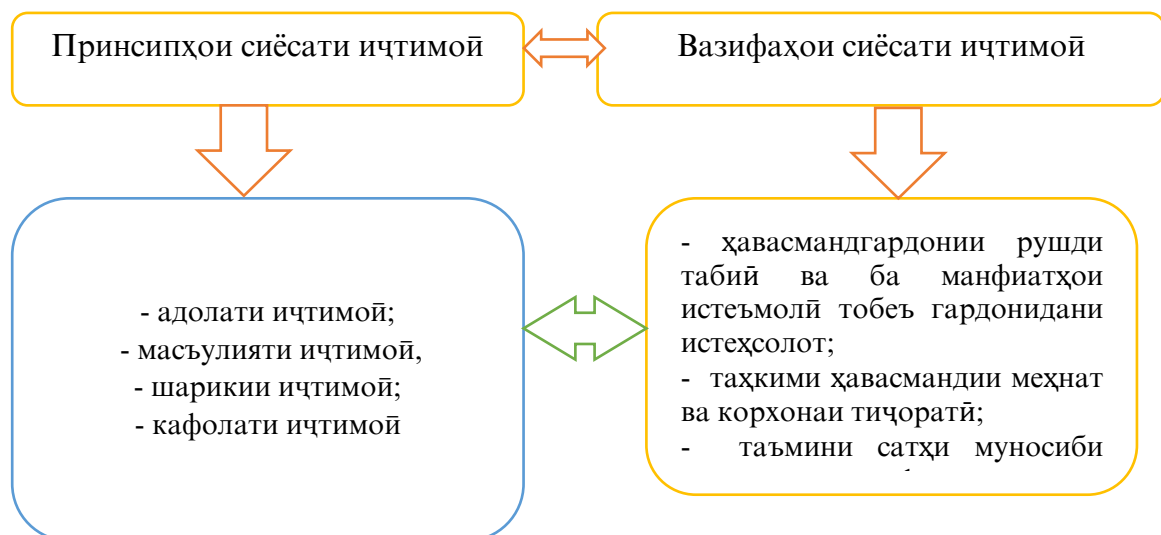 Принсипҳои сиёсати иҷтимоӣ
Вазифаҳои сиёсати иҷтимоӣ
- адолати иҷтимоӣ;
- масъулияти иҷтимоӣ,
- шарикии иҷтимоӣ;
- кафолати иҷтимоӣ
- ҳавасмандгардонии рушди
табиӣ ва ба манфиатҳои
истеъмолӣ тобеъ гардонидани
истеҳсолот;
- таҳкими ҳавасмандии меҳнат
ва корхонаи тиҷоратӣ;
- таъмини сатҳи муносиби